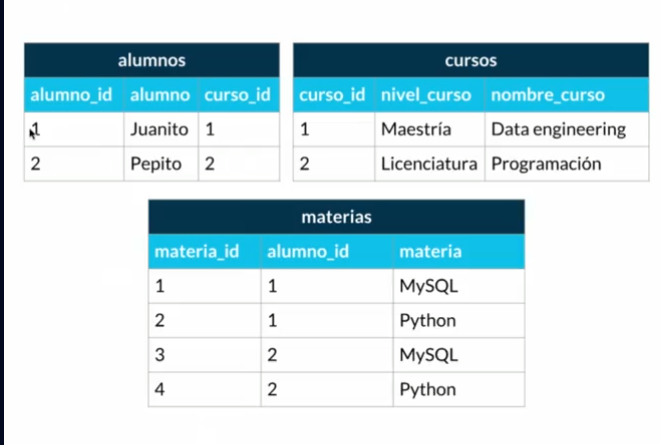 alumnos
alumno_id alumno curso_id
1 Juanito 1
2 Pepito 2
cursos
curso_id nivel_curso nombre_curso
1 Maestría Data engineering
2 Licenciatura Programación
materias
materia_id alumno_id materia
1 1 MySQL
2 1 Python
3 2 MySQL
4 2 Python